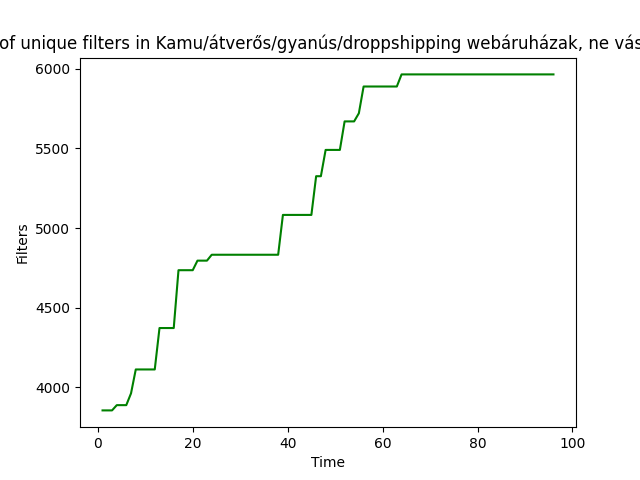 of unique filters in Kamu/átverős/gyanús/droppshipping webáruházak, ne vás
6000
5500
5000
4500
4000
Filters
0 20 40 60 80 100
Time